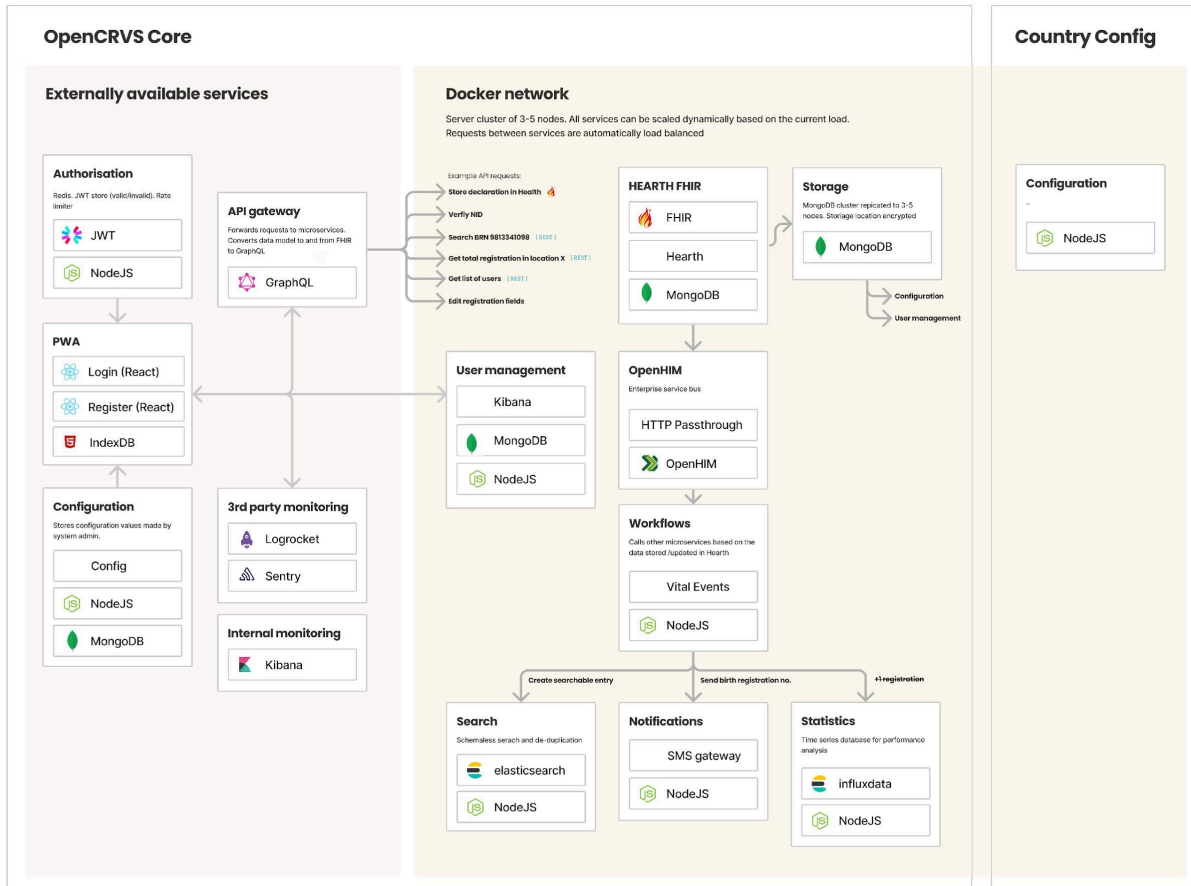 OpenCRVS Core
Country Config
Externally available services
Authorisation
Redis. JWT store (valid/invalid). Rate
limiter
JWT
NodeJS
API gateway
Forwards requests to microservices.
Converts data model to and from FHIR
to GraphQL
GraphQL
PWA
Login (React)
Register (React)
IndexDB
Configuration
Stores configuration values made by
system admin.
Config
NodeJS
MongoDB
3rd party monitoring
Logrocket
Sentry
Internal monitoring
Kibana
Docker network
Server cluster of 3-5 nodes. All services can be scaled dynamically based on the current load.
Requests between services are automatically load balanced
Example API requests:
Store declaration in Health
Verfiy NID
Search BRN 9813341098 [REST]
Get total registration in location X [REST]
Get list of users [REST]
Edit registration fields
HEARTH FHIR
FHIR
Hearth
MongoDB
Storage
MongoDB cluster repicated to 3-5
nodes. Storiage location encrypted
MongoDB
Configuration
User management
User management
Kibana
MongoDB
NodeJS
OpenHIM
Enterprise service bus
HTTP Passthrough
OpenHIM
Workflows
Calls other microservices based on the
data stored /updated in Hearth
Vital Events
NodeJS
Create searchable entry
Send birth registration no.
+1 registration
Search
Schemaless serach and de-duplication
elasticsearch
NodeJS
Notifications
SMS gateway
NodeJS
Statistics
Time series database for performance
analysis
influxdata
NodeJS
Configuration
–
NodeJS